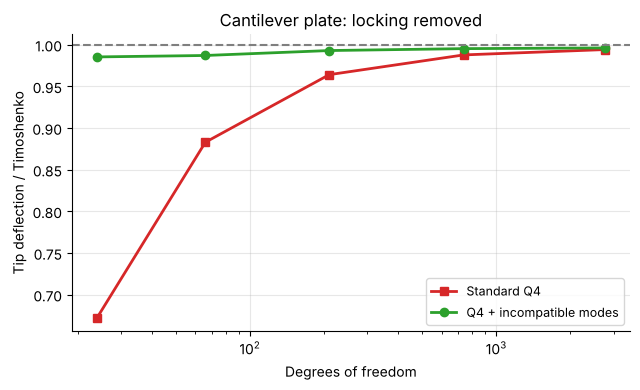 Cantilever plate: locking removed
1.00
0.95
0.90
0.85
0.80
0.75
0.70
Tip deflection / Timoshenko
Standard Q4
Q4 + incompatible modes
10²
10³
Degrees of freedom